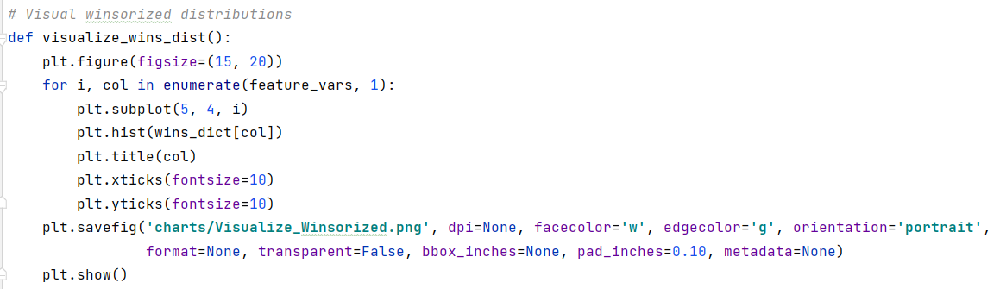 # Visual winsorized distributions
def visualize_wins_dist():
    plt.figure(figsize=(15, 20))
    for i, col in enumerate(feature_vars, 1):
        plt.subplot(5, 4, i)
        plt.hist(wins_dict[col])
        plt.title(col)
        plt.xticks(fontsize=10)
        plt.yticks(fontsize=10)
    plt.savefig('charts/Visualize_Winsorized.png', dpi=None, facecolor='w', edgecolor='g', orientation='portrait',
                format=None, transparent=False, bbox_inches=None, pad_inches=0.10, metadata=None)
    plt.show()